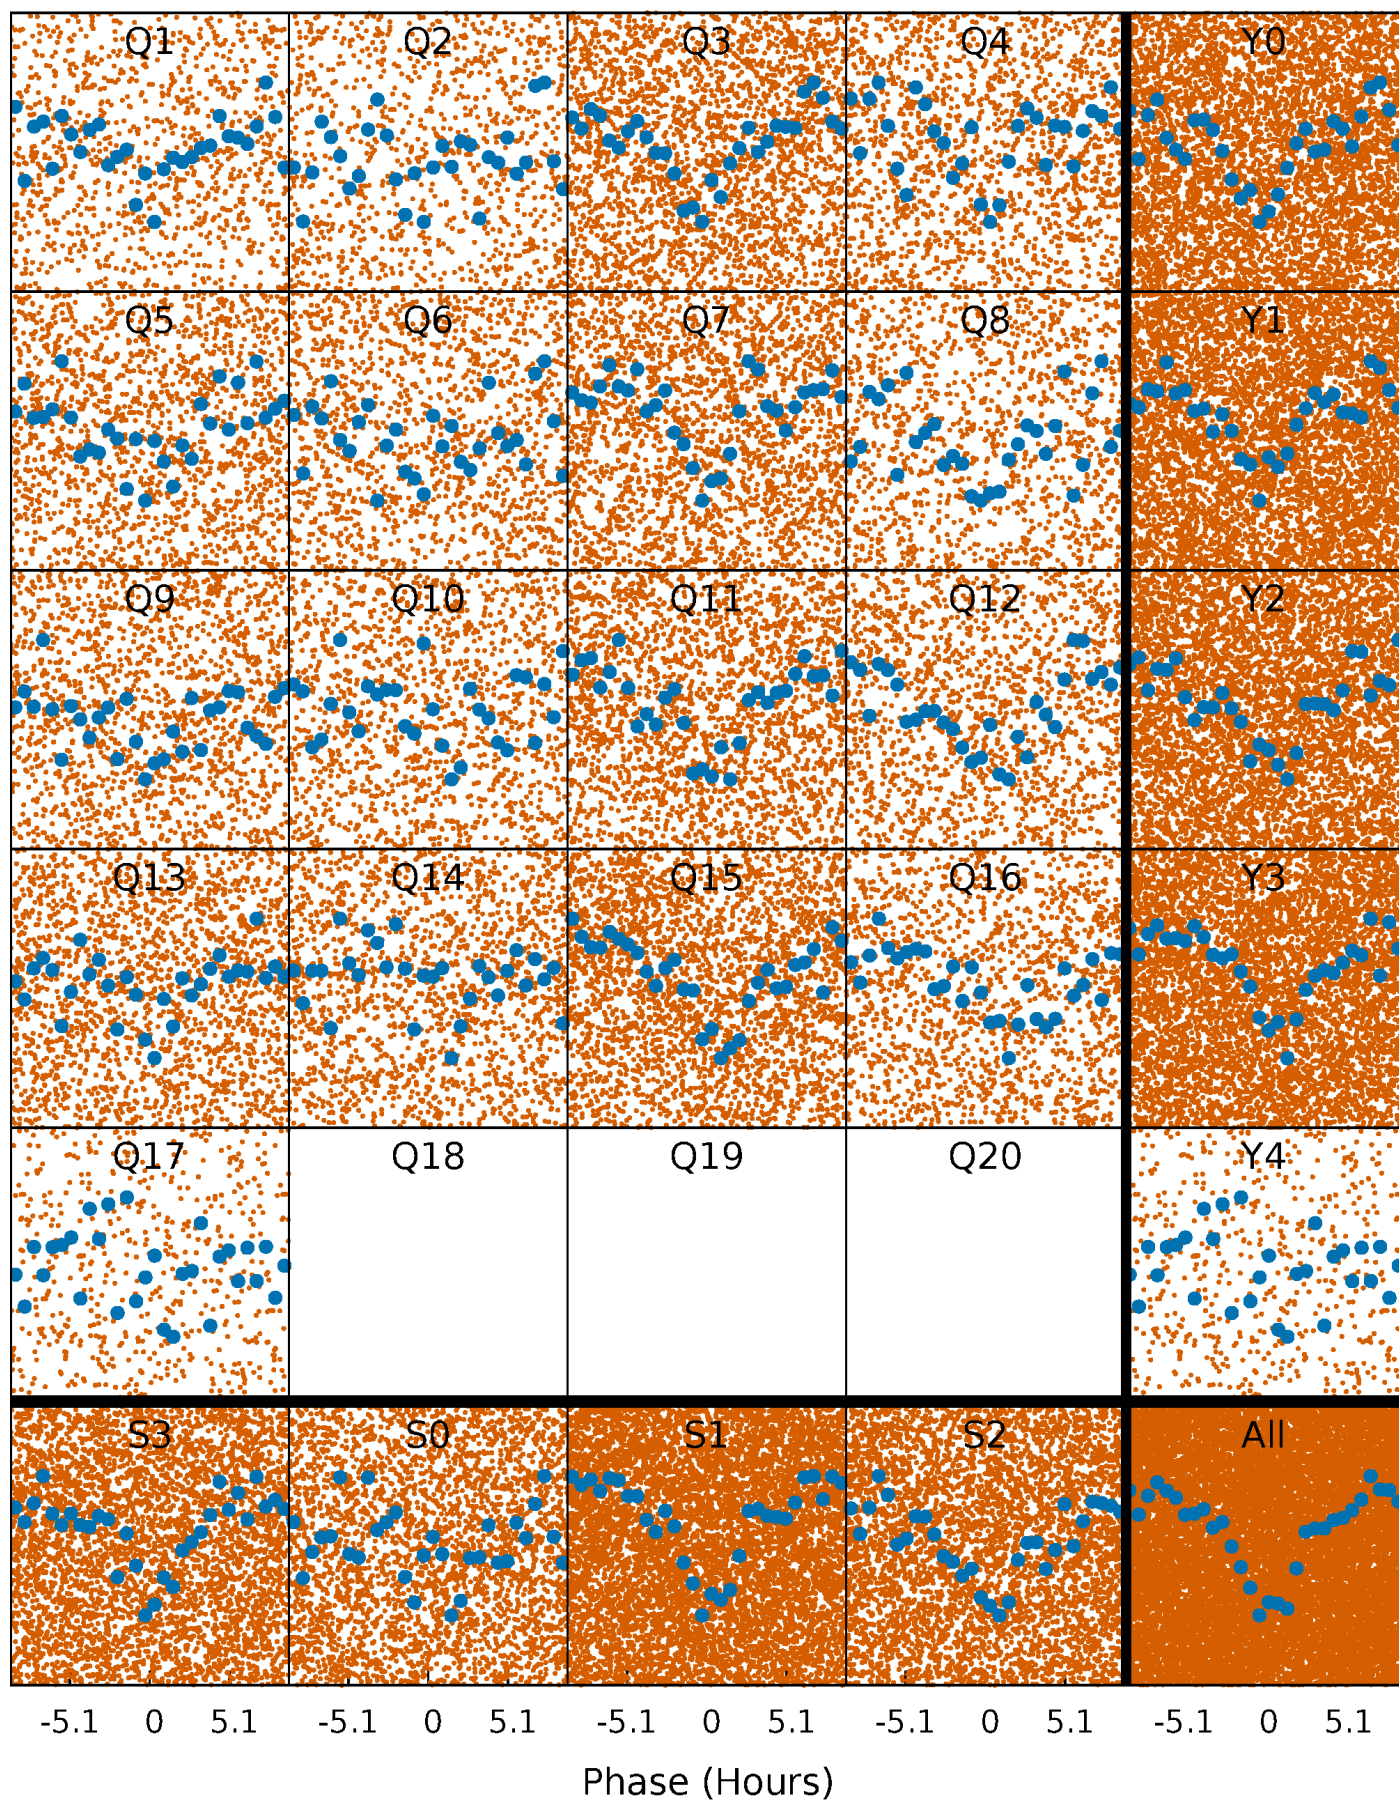 Q1 Q2 Q3 Q4 Y0
Q5 Q6 Q7 Q8 Y1
Q9 Q10 Q11 Q12 Y2
Q13 Q14 Q15 Q16 Y3
Q17 Q18 Q19 Q20 Y4
S3 S0 S1 S2 All
-5.1 0 5.1 -5.1 0 5.1 -5.1 0 5.1 -5.1 0 5.1 -5.1 0 5.1
Phase (Hours)